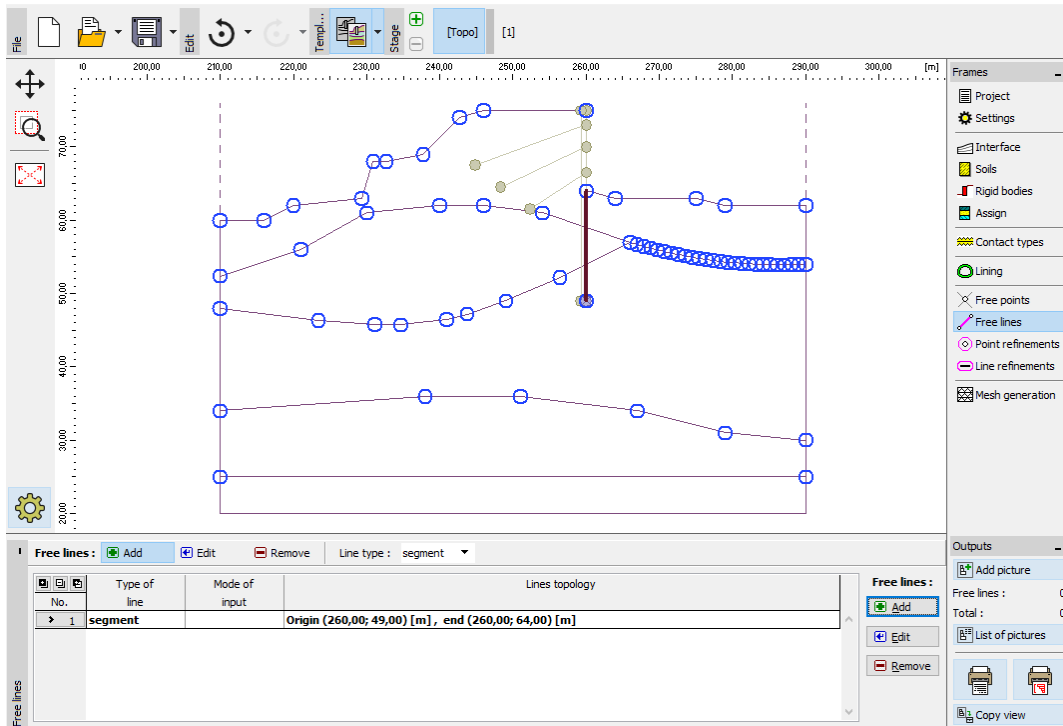 File
Edit
Templ...
Stage
[Topo]
[1]
200,00
210,00
220,00
230,00
240,00
250,00
260,00
270,00
280,00
290,00
300,00
[m]
70,00
60,00
50,00
40,00
30,00
20,00
Frames
Project
Settings
Interface
Soils
Rigid bodies
Assign
Contact types
Lining
Free points
Free lines
Point refinements
Line refinements
Mesh generation
Free lines : Add Edit Remove Line type : segment
No. Type of line Mode of input Lines topology
1 segment Origin (260,00; 49,00) [m] , end (260,00; 64,00) [m]
Free lines :
Add
Edit
Remove
Free lines
Outputs
Add picture
Free lines : 0
Total : 0
List of pictures
Copy view